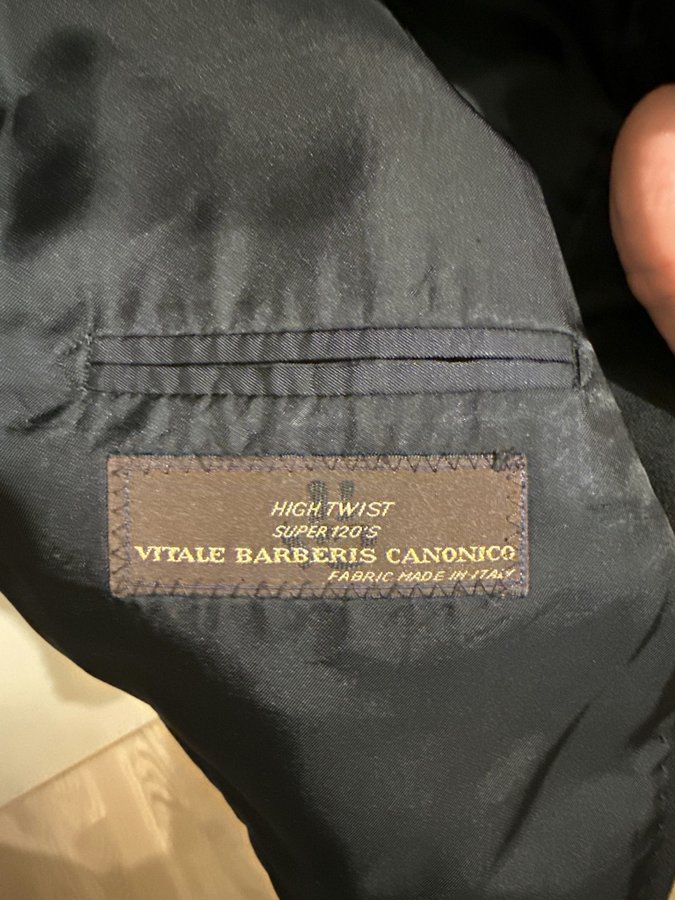 HIGH TWIST
SUPER 120'S
VITALE BARBERIS CANONICO
FABRIC MADE IN ITALY